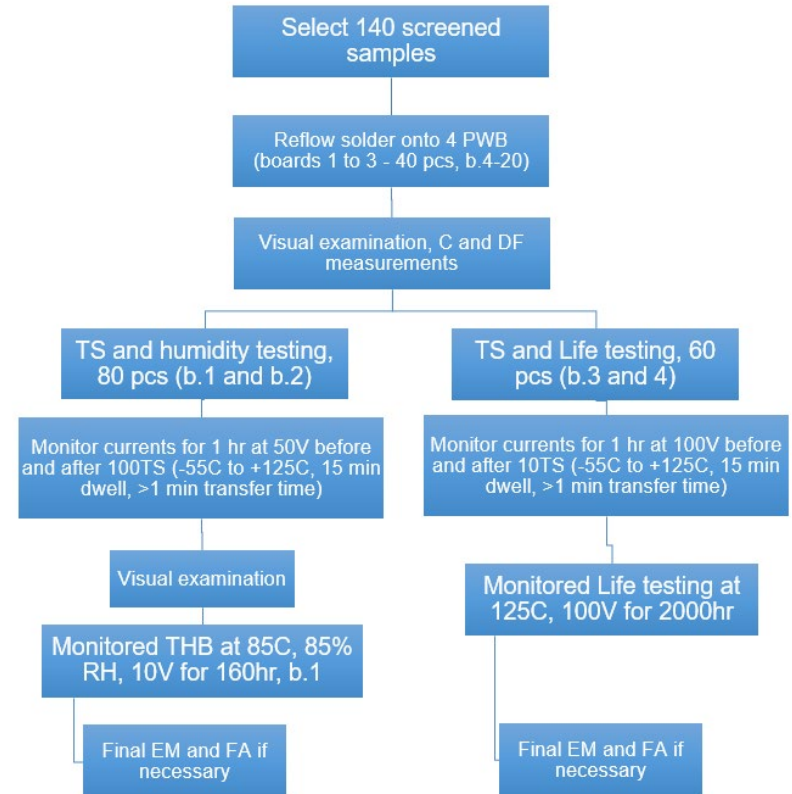 Select 140 screened
samples
Reflow solder onto 4 PWB
(boards 1 to 3 - 40 pcs, b.4-20)
Visual examination, C and DF
measurements
TS and humidity testing,
80 pcs (b.1 and b.2)
Monitor currents for 1 hr at 50V before
and after 100TS (-55C to +125C, 15 min
dwell, >1 min transfer time)
Visual examination
Monitored THB at 85C, 85%
RH, 10V for 160hr, b.1
Final EM and FA if
necessary
TS and Life testing, 60
pcs (b.3 and 4)
Monitor currents for 1 hr at 100V before
and after 10TS (-55C to +125C, 15 min
dwell, >1 min transfer time)
Monitored Life testing at
125C, 100V for 2000hr
Final EM and FA if
necessary